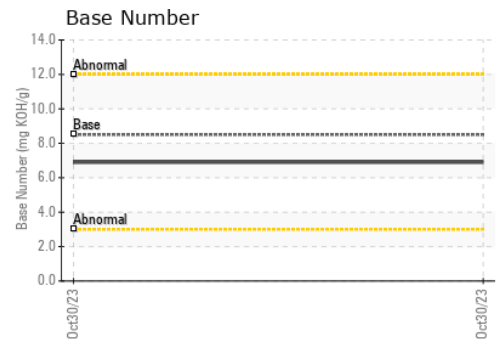 Base Number
Base Number (mg KOH/g)
14.0
12.0
10.0
8.0
6.0
4.0
2.0
0.0
Abnormal
Base
Abnormal
Oct30/23
Oct30/23